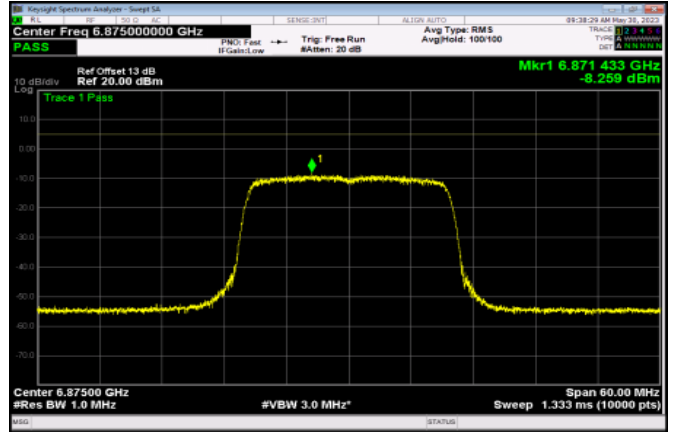 Keysight Spectrum Analyzer - Swept SA
RL RF 50 Ω AC SENSE:INT ALIGN AUTO 09:38:29 AM May 30, 2023
Center Freq 6.875000000 GHz
PASS
PNO: Fast
IFGain:Low
Trig: Free Run
#Atten: 20 dB
Avg Type: RMS
Avg|Hold: 100/100
TRACE 1 2 3 4 5 6
TYPE A WWWWW
DET A N N N N N
Ref Offset 13 dB
10 dB/div Ref 20.00 dBm
Log
Mkr1 6.871 433 GHz
-8.259 dBm
Trace 1 Pass
10.0
0.00
-10.0
-20.0
-30.0
-40.0
-50.0
-60.0
-70.0
1
Center 6.87500 GHz Span 60.00 MHz
#Res BW 1.0 MHz #VBW 3.0 MHz* Sweep 1.333 ms (10000 pts)
MSG STATUS